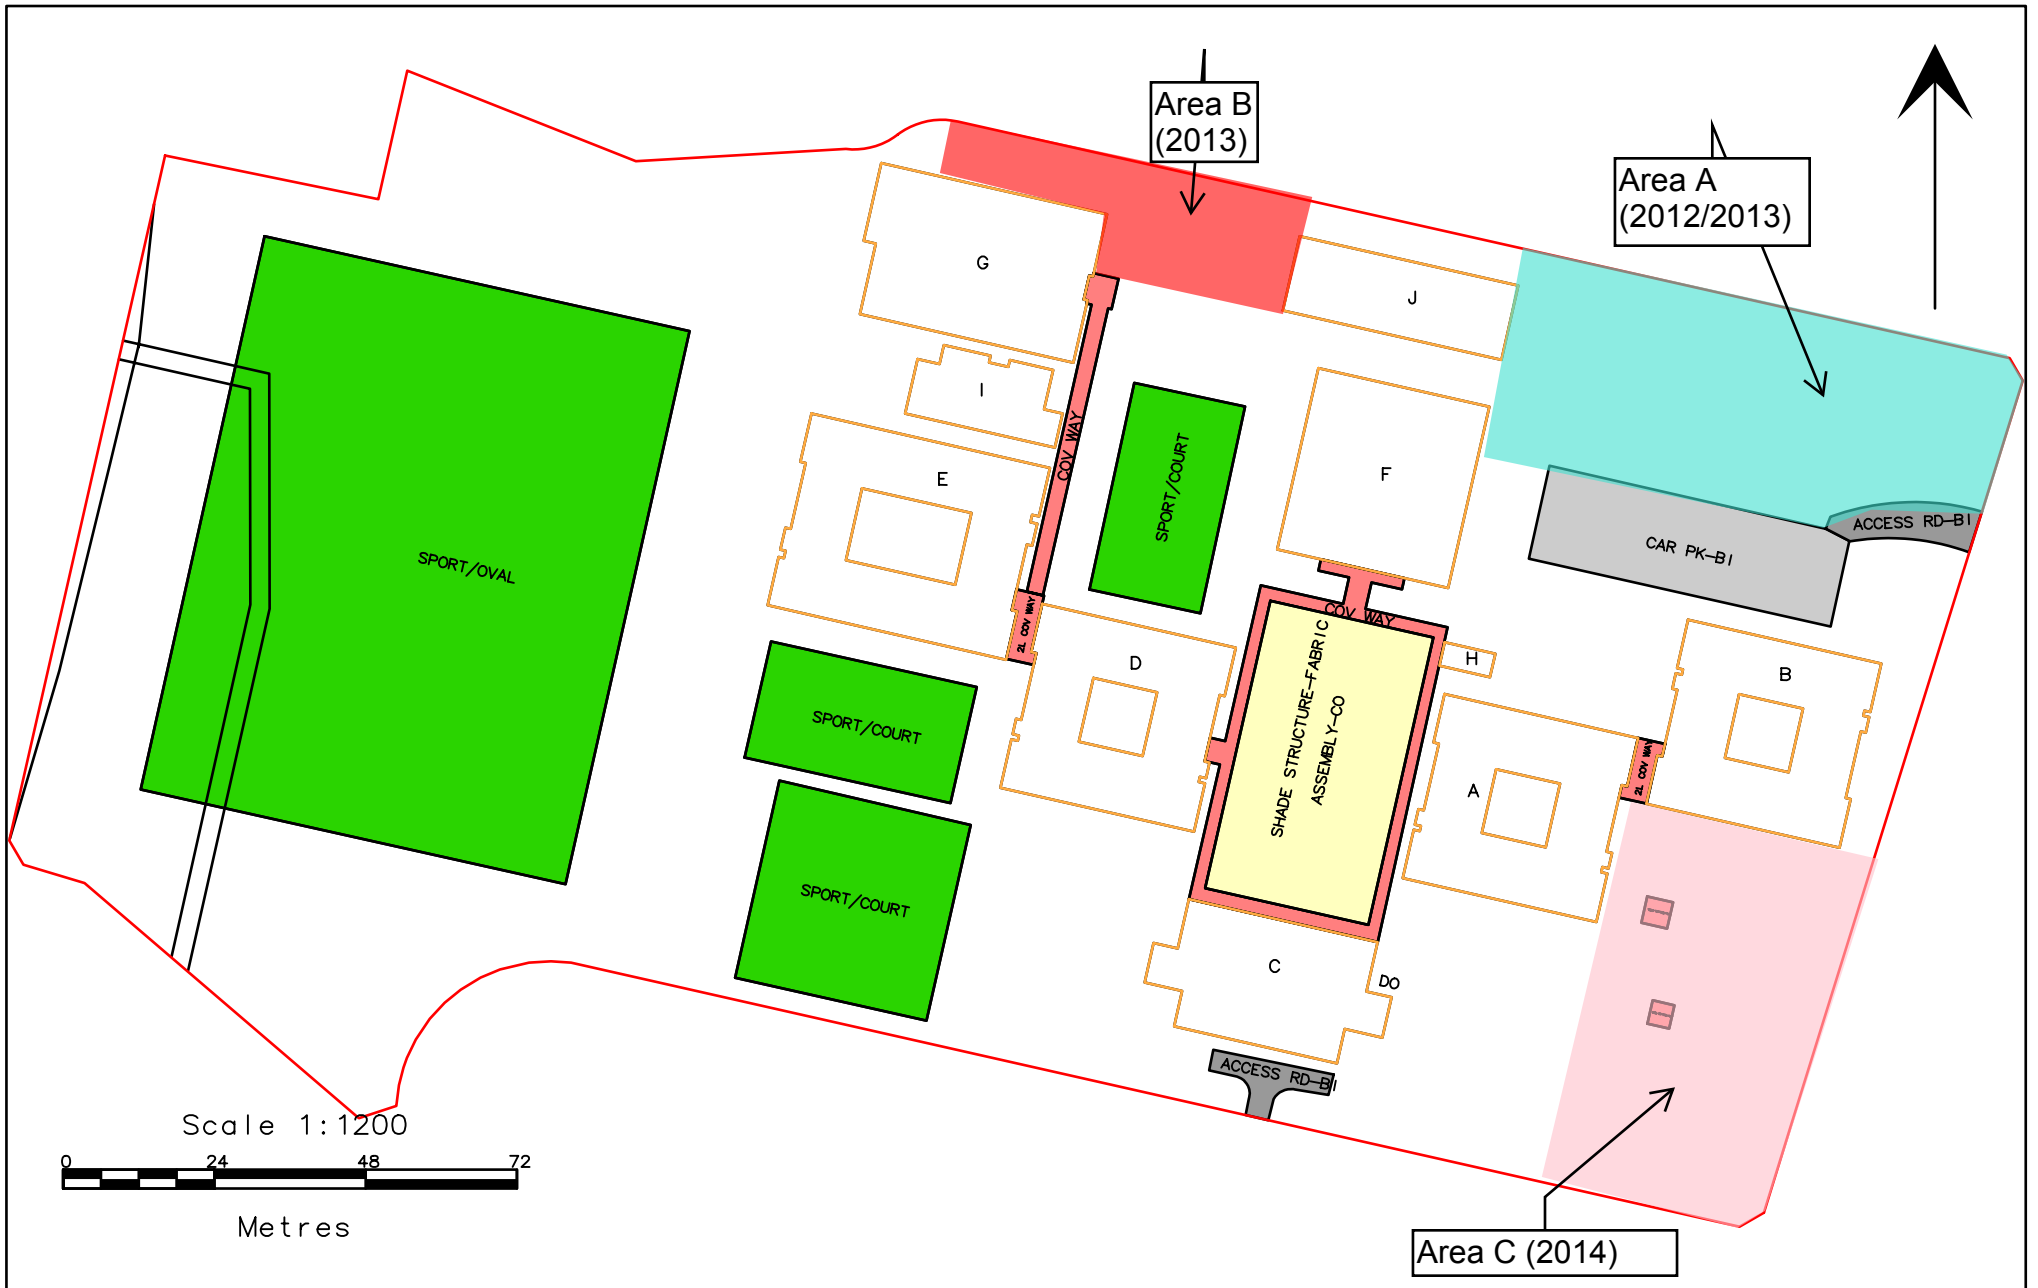 Area B
(2013)
Area A
(2012/2013)
G
J
I
COV WAY
SPORT/COURT
E
F
SPORT/OVAL
ACCESS RD-BI
CAR PK-BI
2L COV WAY
COV WAY
D
H
B
SHADE STRUCTURE-FABRIC
ASSEMBLY-CO
SPORT/COURT
2L COV WAY
A
SPORT/COURT
C
DO
ACCESS RD-BI
Scale 1:1200
0 24 48 72
Metres
Area C (2014)